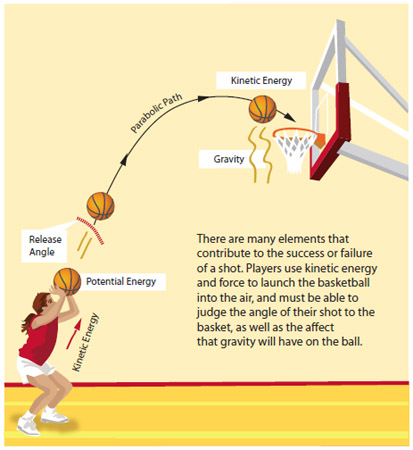 Kinetic Energy
Parabolic Path
Gravity
Release
Angle
Potential Energy
Kinetic Energy
There are many elements that
contribute to the success or failure
of a shot. Players use kinetic energy
and force to launch the basketball
into the air, and must be able to
judge the angle of their shot to the
basket, as well as the affect
that gravity will have on the ball.